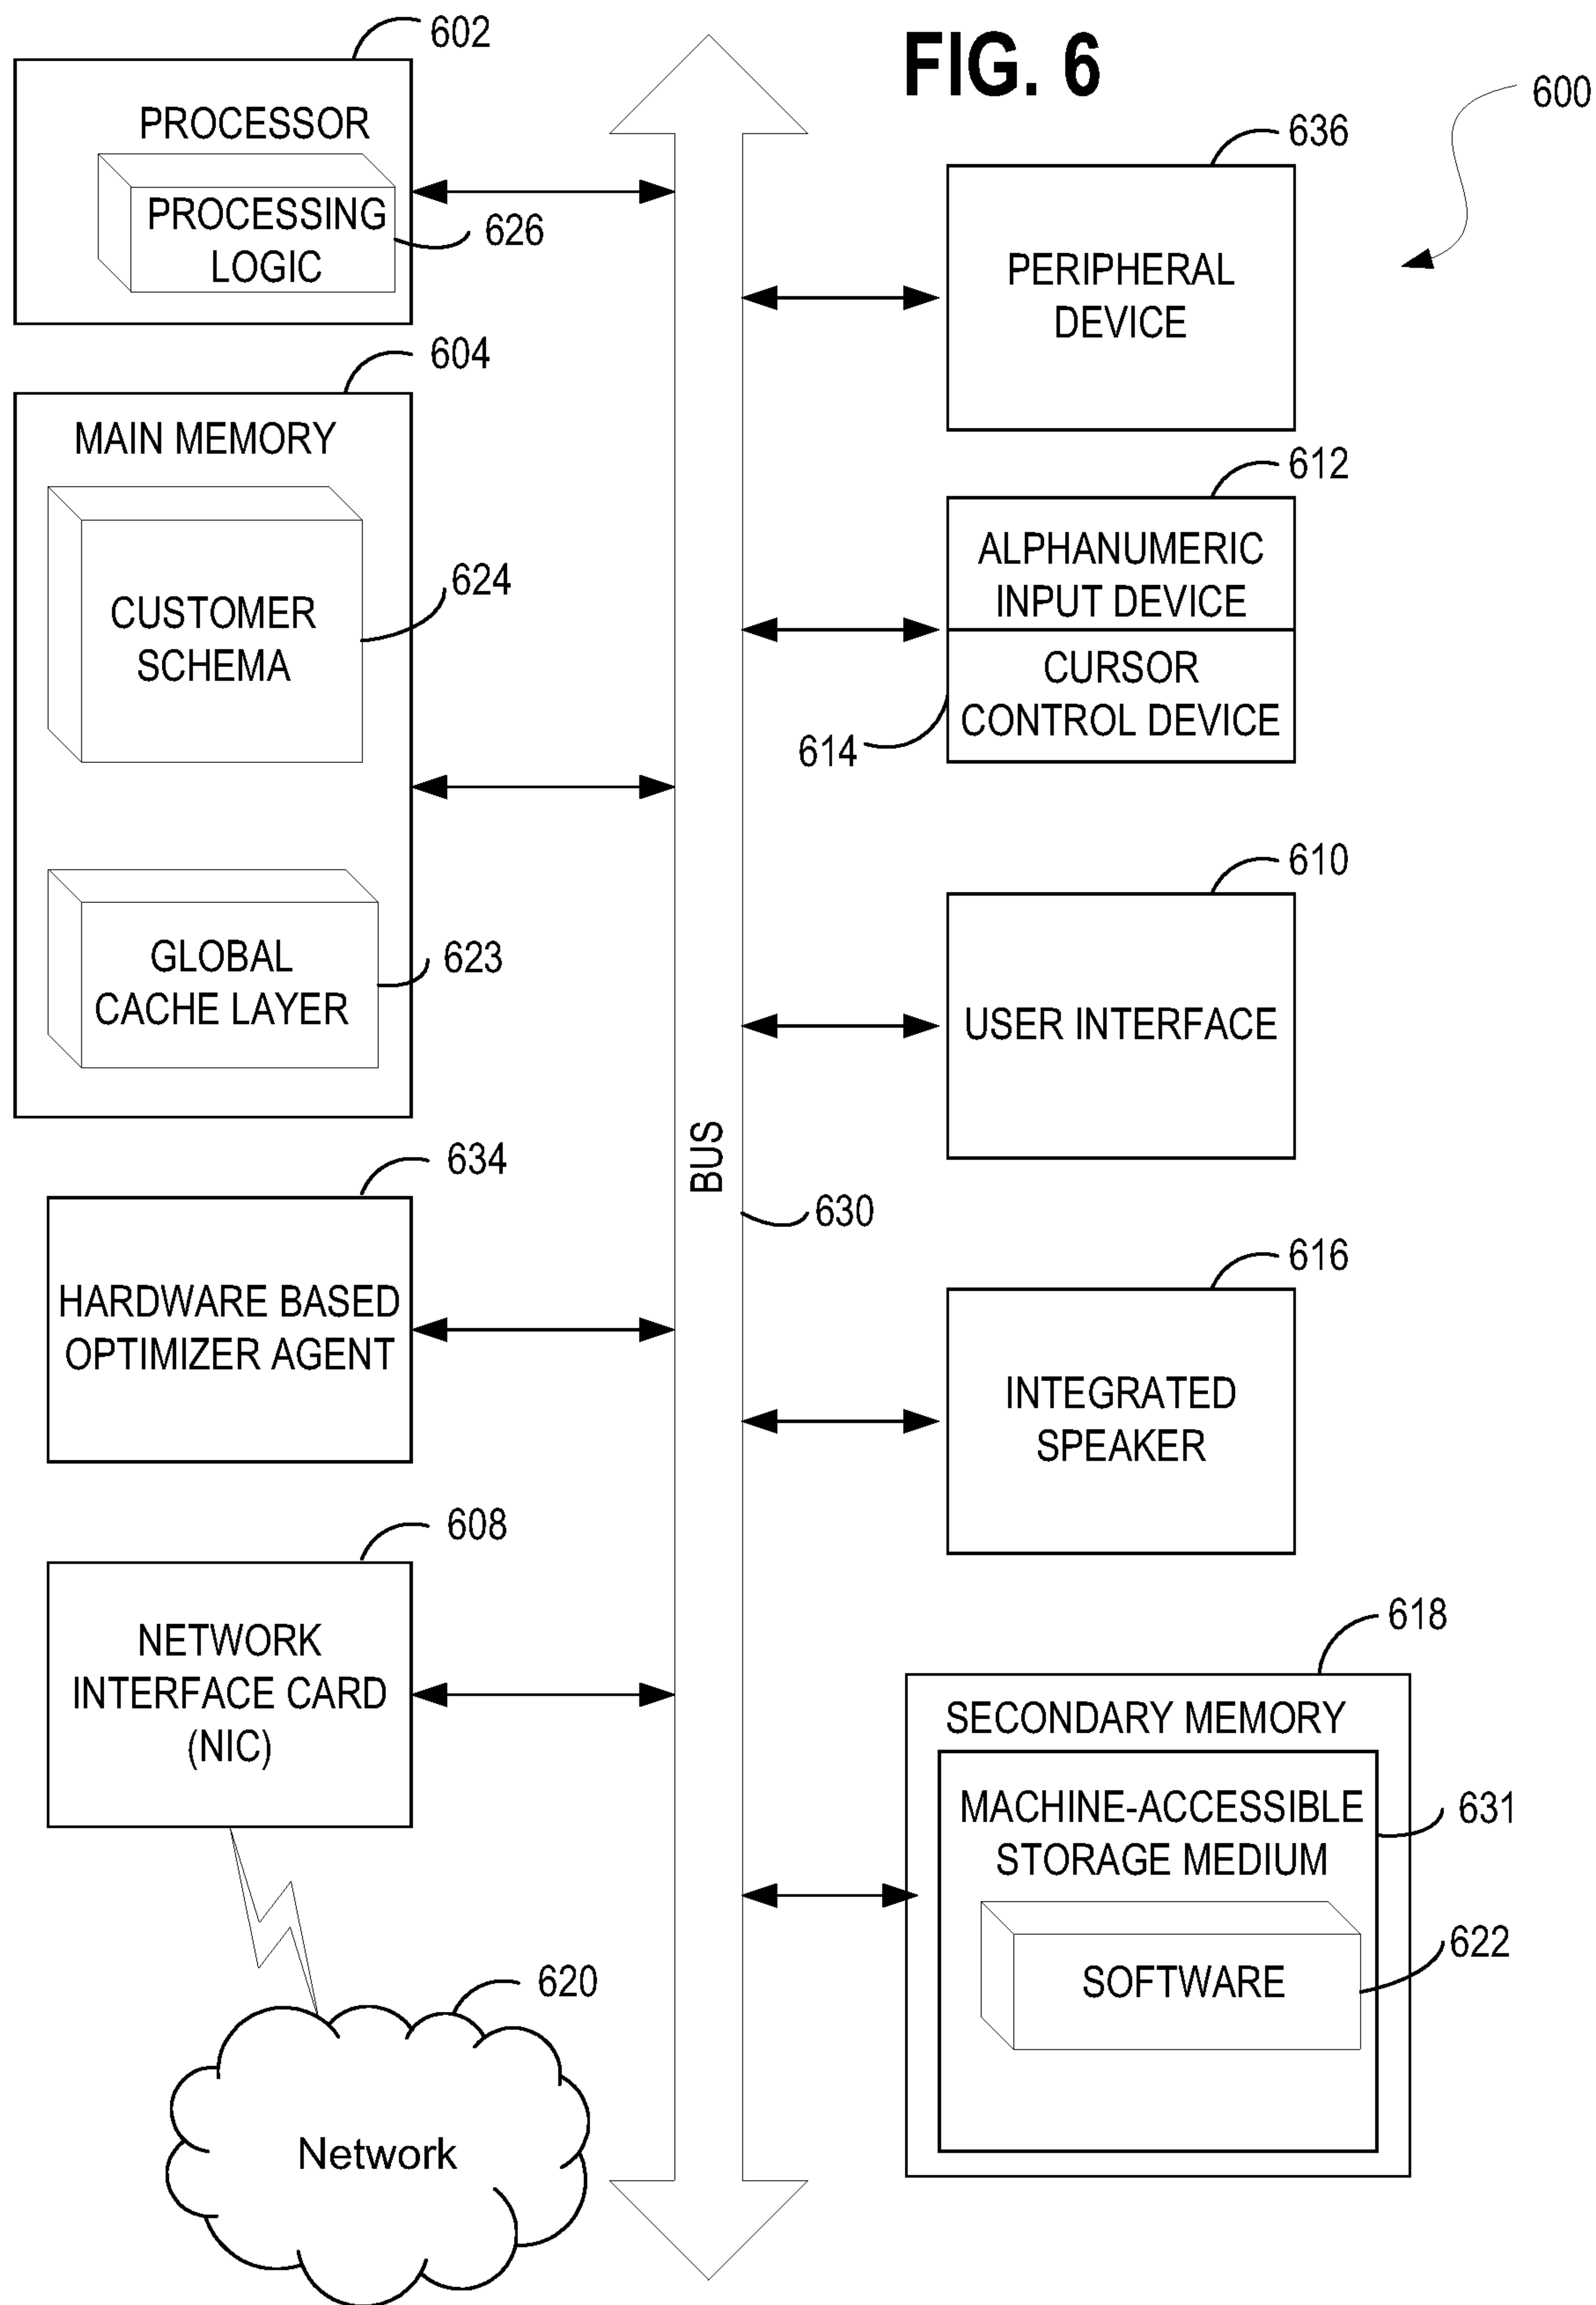 FIG. 6
600
602
PROCESSOR
PROCESSING
LOGIC
626
604
MAIN MEMORY
CUSTOMER
SCHEMA
624
GLOBAL
CACHE LAYER
623
634
HARDWARE BASED
OPTIMIZER AGENT
608
NETWORK
INTERFACE CARD
(NIC)
620
Network
BUS
630
636
PERIPHERAL
DEVICE
612
ALPHANUMERIC
INPUT DEVICE
CURSOR
CONTROL DEVICE
614
610
USER INTERFACE
616
INTEGRATED
SPEAKER
618
SECONDARY MEMORY
MACHINE-ACCESSIBLE
STORAGE MEDIUM
631
SOFTWARE
622